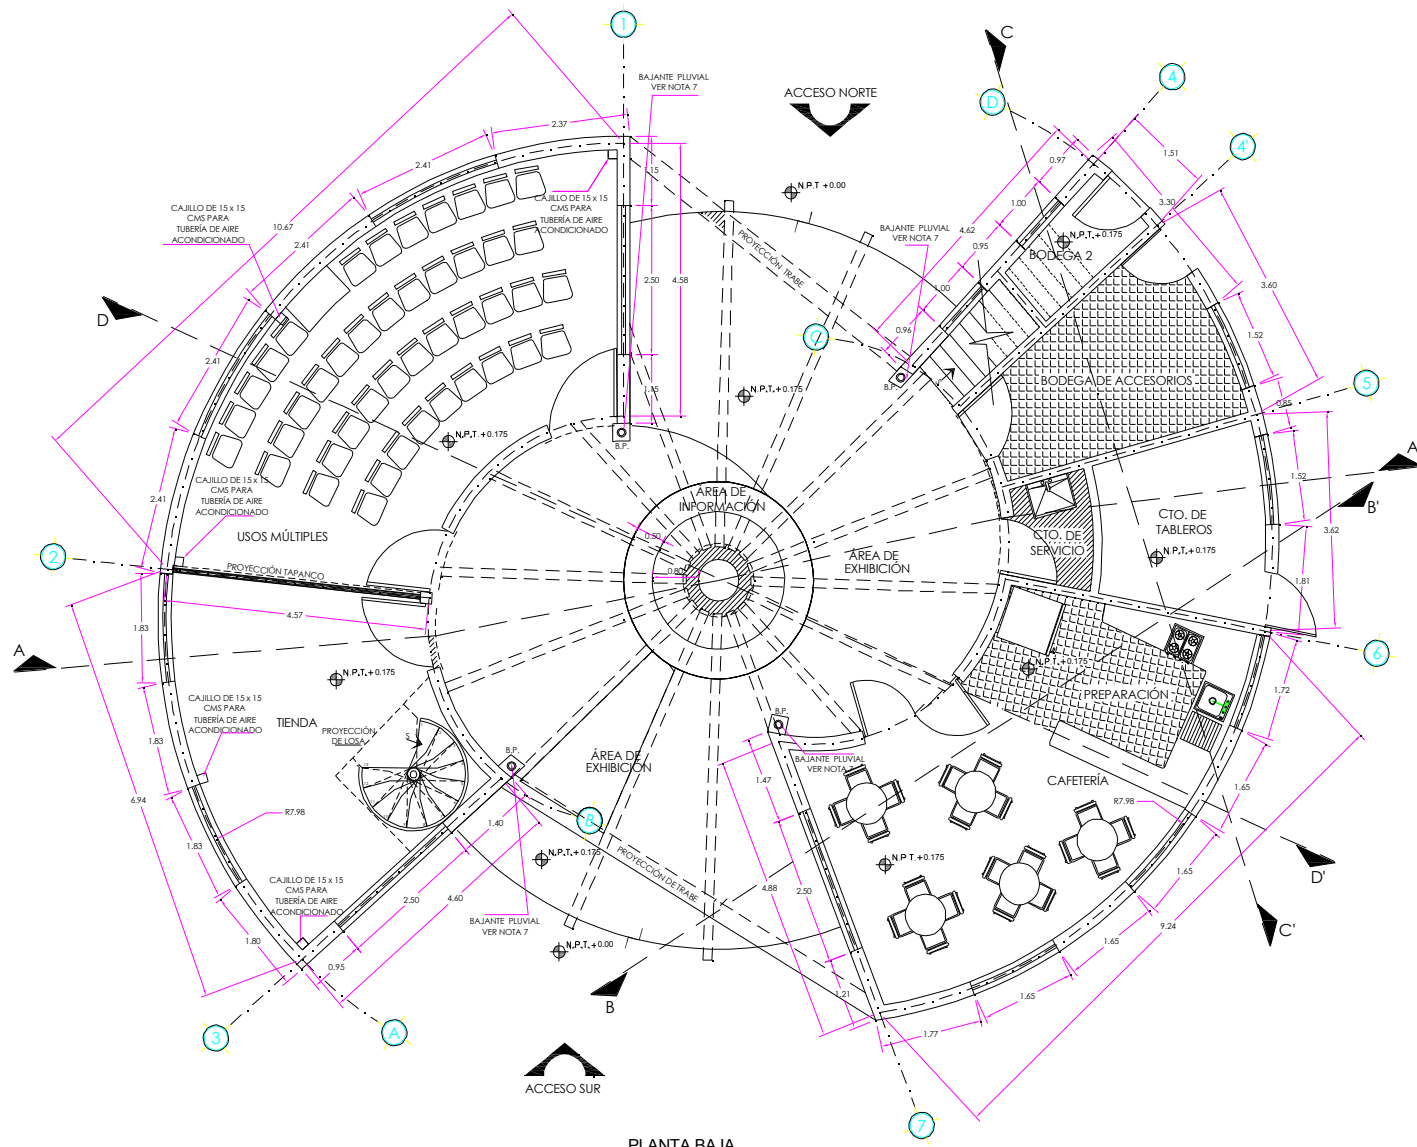 1
BAJANTE PLUVIAL
VER NOTA 7
ACCESO NORTE
C
4
D
4'
2.37
2.41
1.15
0.97
1.51
CAJILLO DE 15 x 15
CMS PARA
TUBERÍA DE AIRE
ACONDICIONADO
CAJILLO DE 15 x 15
CMS PARA
TUBERÍA DE AIRE
ACONDICIONADO
10.67
2.41
N.P.T +0.00
1.00
3.30
4.62
BAJANTE PLUVIAL
VER NOTA 7
PROYECCIÓN TRABE
N.P.T.+0.175
BODEGA 2
0.95
2.50
4.58
1.00
3.60
D
2.41
0.96
1.52
C
B.P.
BODEGA DE ACCESORIOS
5
1.15
N.P.T. +0.175
0.85
N.P.T. +0.175
B.P.
2.41
CAJILLO DE 15 x 15
CMS PARA
TUBERÍA DE AIRE
ACONDICIONADO
USOS MÚLTIPLES
ÁREA DE
INFORMACIÓN
A'
1.52
B'
CTO. DE
TABLEROS
3.62
0.50
CTO. DE
SERVICIO
ÁREA DE
EXHIBICIÓN
N.P.T.+0.175
2
PROYECCIÓN TAPANCO
0.80
1.81
4.57
1.83
A
6
N.P.T.+0.175
N.P.T.+0.175
PREPARACIÓN
1.72
CAJILLO DE 15 x 15
CMS PARA
TUBERÍA DE AIRE
ACONDICIONADO
TIENDA
PROYECCIÓN
DE LOSA
S
1.83
B.P.
B.P.
ÁREA DE
EXHIBICIÓN
BAJANTE PLUVIAL
VER NOTA 7
1.47
CAFETERÍA
1.65
6.94
R7.98
R7.98
1.83
1.40
B
PROYECCIÓN DE TRABE
N.P.T.+0.175
N.P T.+0.175
4.88
2.50
1.65
D'
CAJILLO DE 15 x 15
CMS PARA
TUBERÍA DE AIRE
ACONDICIONADO
2.50
4.60
BAJANTE PLUVIAL
VER NOTA 7
9.24
C'
1.80
N.P.T.+0.00
1.65
0.95
B
1.21
1.65
3
A
1.77
ACCESO SUR
7
PLANTA BAJA